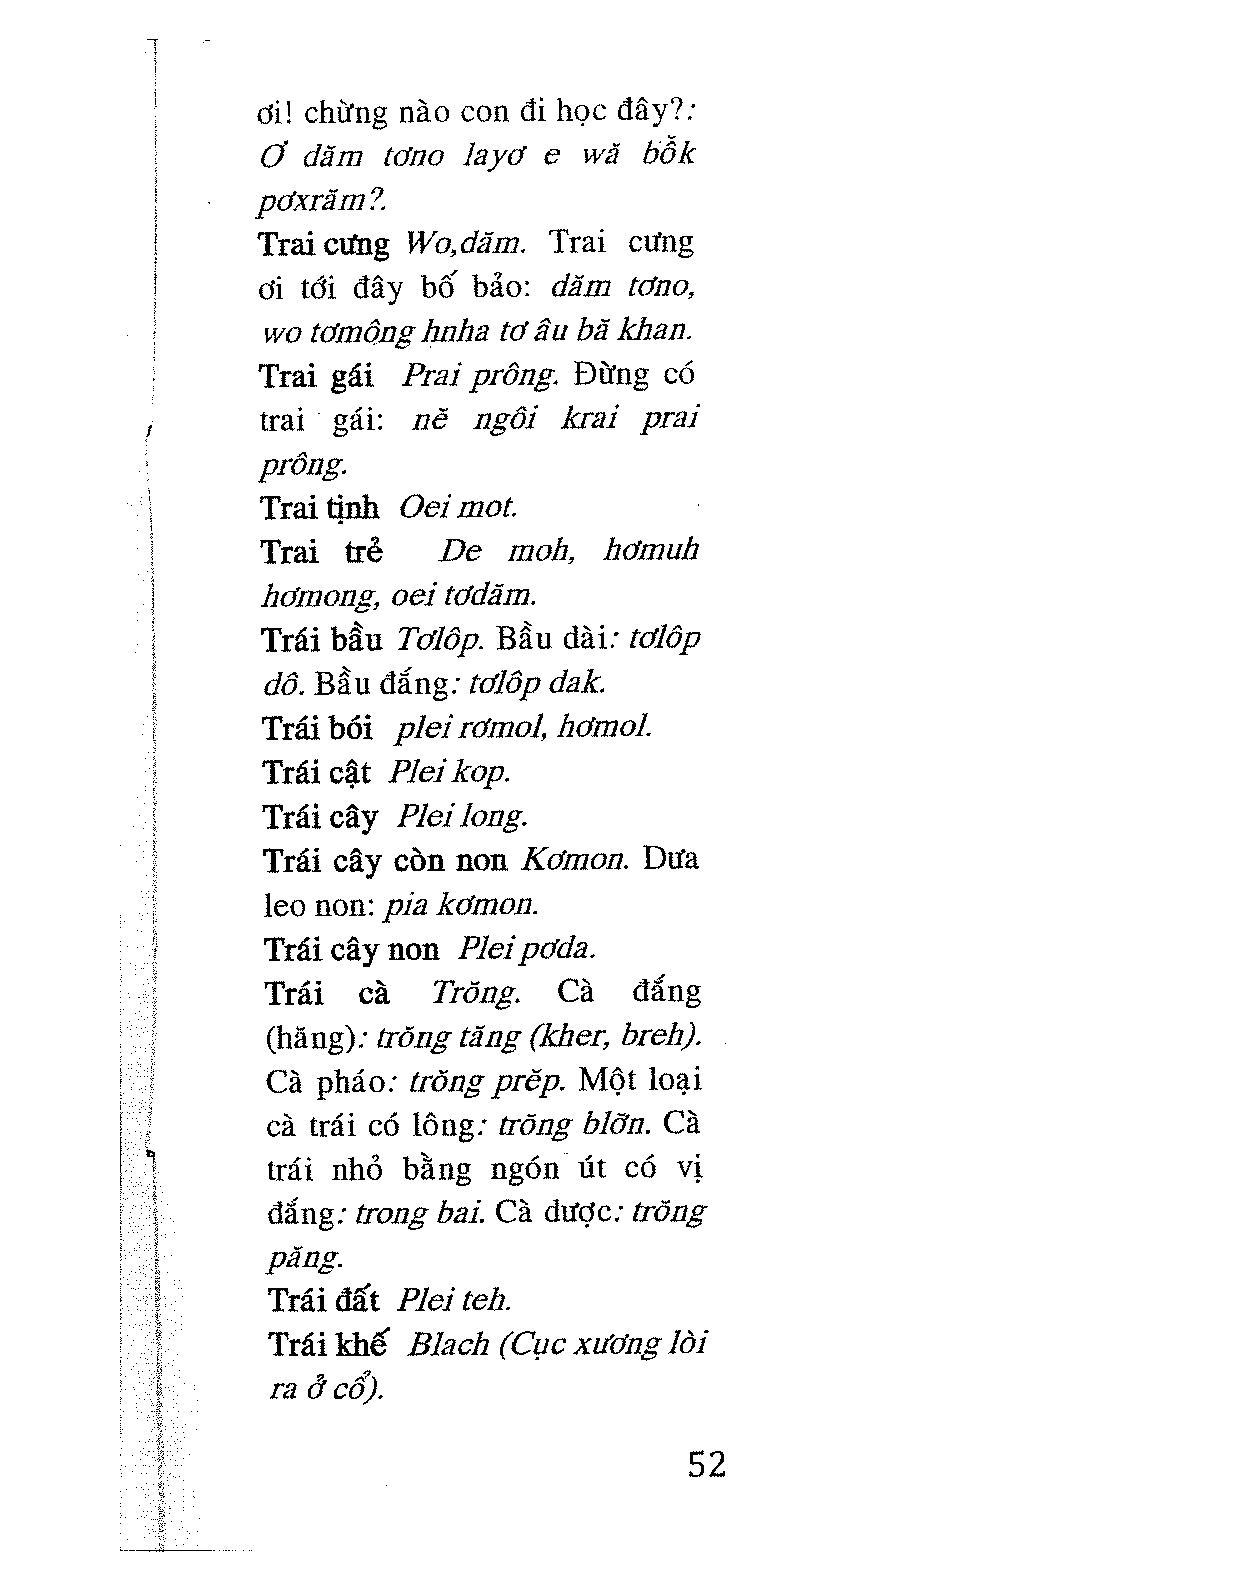 ơi! chừng nào con đi học đây?:
Ơ dăm tơno layơ e wă bỗk
pơxrăm?.
Trai cưng Wo,dăm. Trai cưng
ơi tới đây bố bảo: dăm tơno,
wo tơmông hnha tơ âu bă khan.
Trai gái Prai prông. Đừng có
trai gái: nĕ ngôi krai prai
prông.
Trai tịnh Oei mot.
Trai trẻ De moh, hơmuh
hơmong, oei tơdăm.
Trái bầu Tơlôp. Bầu dài: tơlôp
dô. Bầu đắng: tơlôp dak.
Trái bói plei rơmol, hơmol.
Trái cật Plei kop.
Trái cây Plei long.
Trái cây còn non Kơmon. Dưa
leo non: pia kơmon.
Trái cây non Plei pơda.
Trái cà Trŏng. Cà đắng
(hăng): trŏng tăng (kher, breh).
Cà pháo: trŏng prĕp. Một loại
cà trái có lông: trŏng blơ̆n. Cà
trái nhỏ bằng ngón út có vị
đắng: trong bai. Cà dược: trŏng
păng.
Trái đất Plei teh.
Trái khế Blach (Cục xương lòi
ra ở cổ).
52